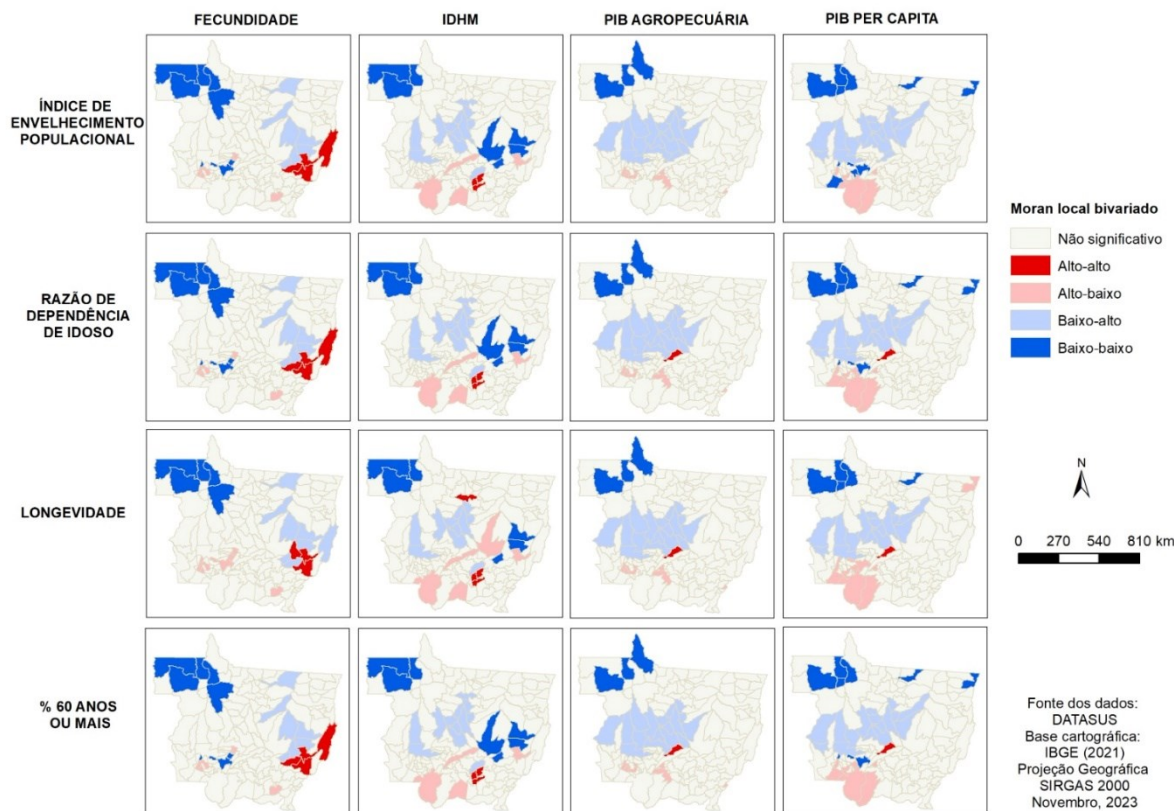 FECUNDIDADE
IDHM
PIB AGROPECUÁRIA
PIB PER CAPITA
ÍNDICE DE
ENVELHECIMENTO
POPULACIONAL
RAZÃO DE
DEPENDÊNCIA
DE IDOSO
LONGEVIDADE
% 60 ANOS
OU MAIS
Moran local bivariado
Não significativo
Alto-alto
Alto-baixo
Baixo-alto
Baixo-baixo
N
0 270 540 810 km
Fonte dos dados:
DATASUS
Base cartográfica:
IBGE (2021)
Projeção Geográfica
SIRGAS 2000
Novembro, 2023